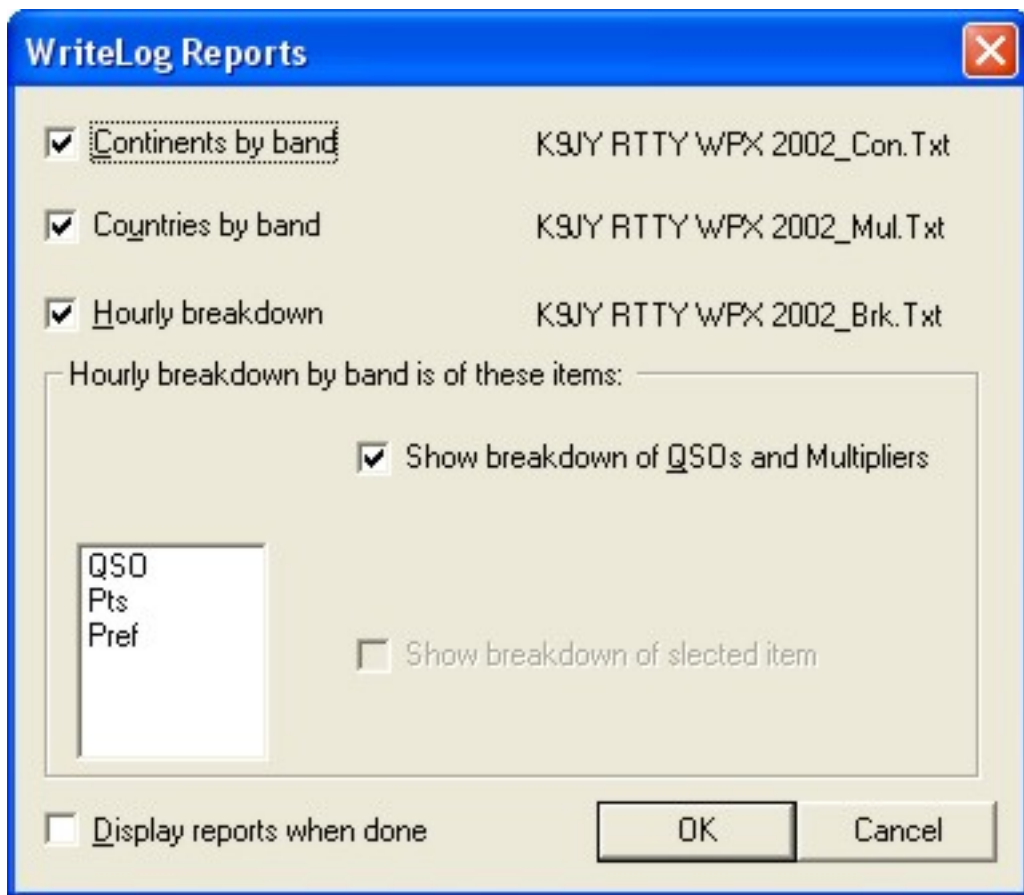 WriteLog Reports
Continents by band K9JY RTTY WPX 2002_Con.Txt
Countries by band K9JY RTTY WPX 2002_Mul.Txt
Hourly breakdown K9JY RTTY WPX 2002_Brk.Txt
Hourly breakdown by band is of these items:
Show breakdown of QSOs and Multipliers
QSO
Pts
Pref
Show breakdown of slected item
Display reports when done OK Cancel